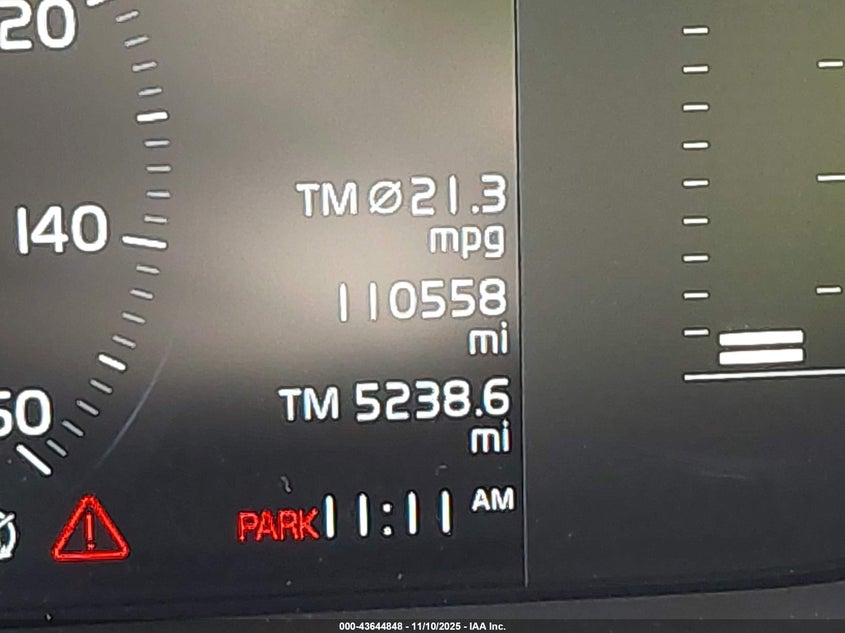 20
TM Ø21.3
mpg
140
110558
mi
TM 5238.6
mi
60
PARK 11:11 AM
000-43644848 - 11/10/2025 - IAA Inc.